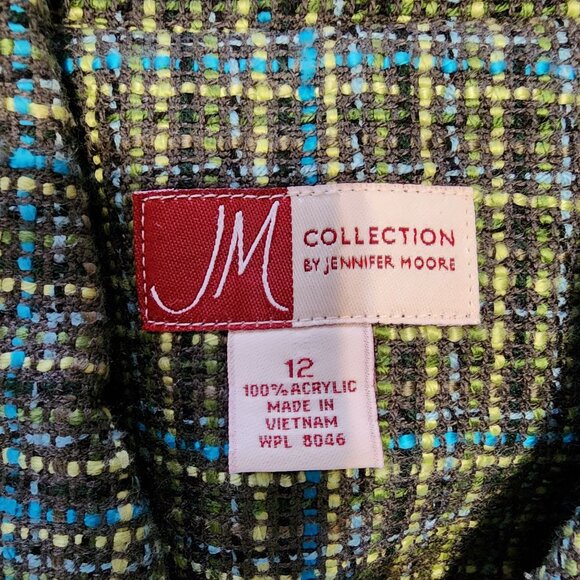 JM
COLLECTION
BY JENNIFER MOORE
12
100% ACRYLIC
MADE IN
VIETNAM
WPL 8046